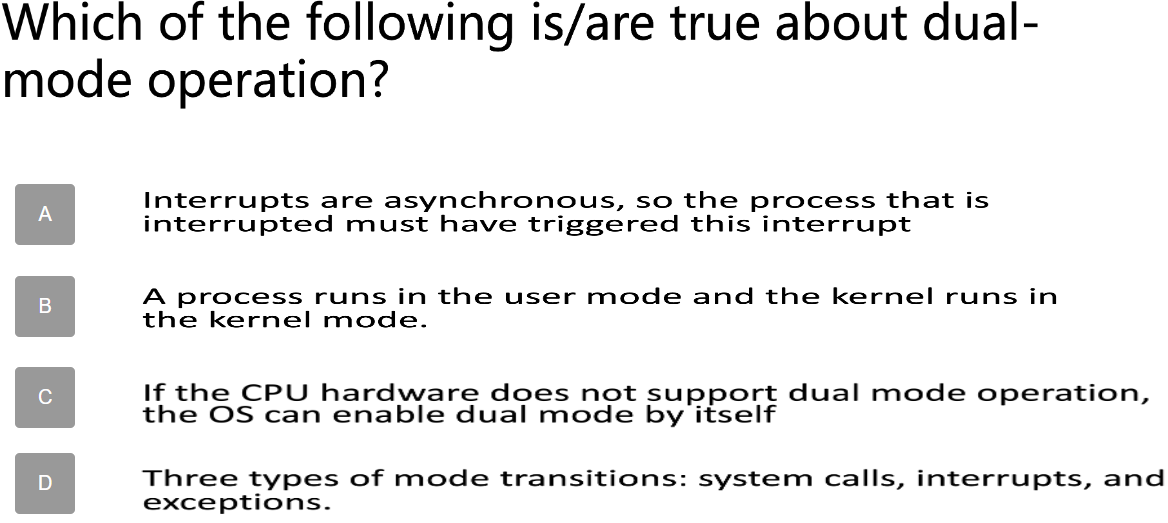 Which of the following is/are true about dual-
mode operation?
A
Interrupts are asynchronous, so the process that is
interrupted must have triggered this interrupt
B
A process runs in the user mode and the kernel runs in
the kernel mode.
C
If the CPU hardware does not support dual mode operation,
the OS can enable dual mode by itself
D
Three types of mode transitions: system calls, interrupts, and
exceptions.